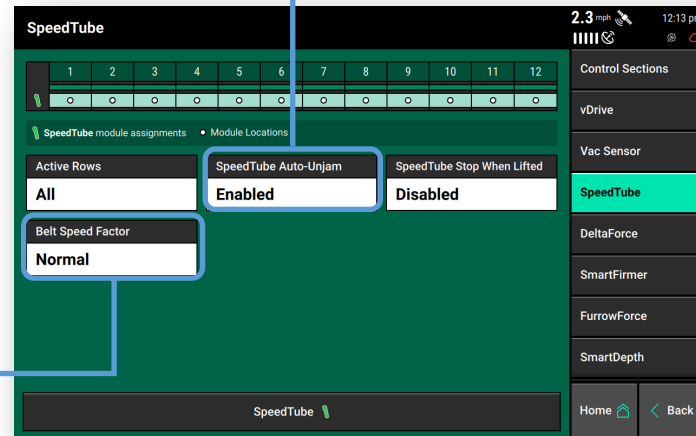 SpeedTube
2.3 mph
12:13 pm
1 2 3 4 5 6 7 8 9 10 11 12
SpeedTube module assignments
Module Locations
Active Rows
All
SpeedTube Auto-Unjam
Enabled
SpeedTube Stop When Lifted
Disabled
Belt Speed Factor
Normal
SpeedTube
Control Sections
vDrive
Vac Sensor
SpeedTube
DeltaForce
SmartFirmer
FurrowForce
SmartDepth
Home
Back